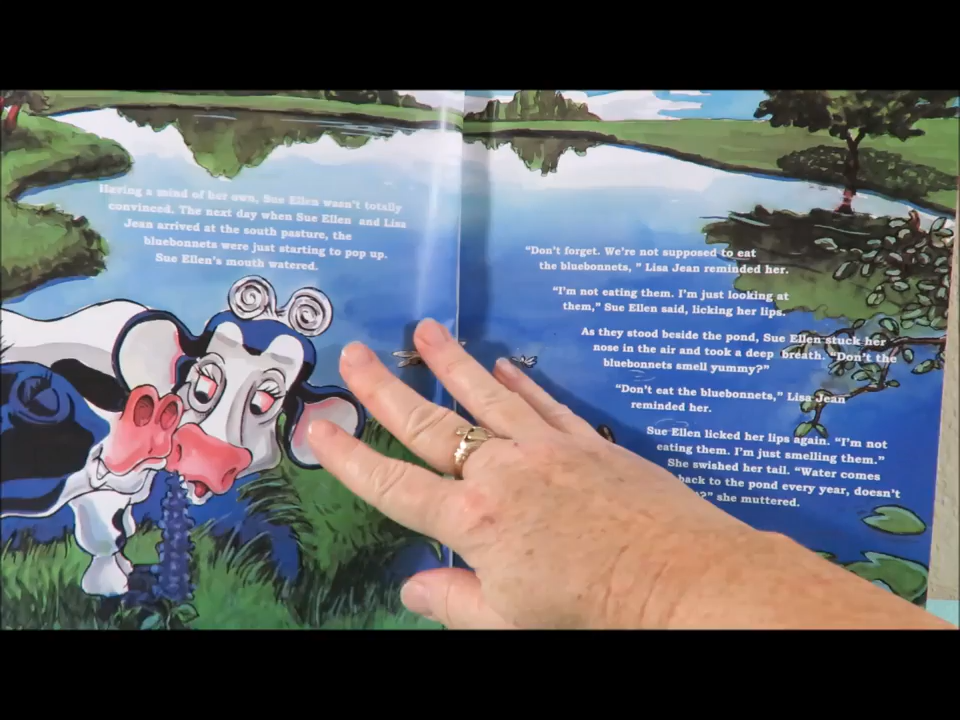 Having a mind of her own, Sue Ellen wasn't totally
convinced. The next day when Sue Ellen and Lisa
Jean arrived at the south pasture, the
bluebonnets were just starting to pop up.
Sue Ellen's mouth watered.
"Don't forget. We're not supposed to eat
the bluebonnets, " Lisa Jean reminded her.
"I'm not eating them. I'm just looking at
them," Sue Ellen said, licking her lips.
As they stood beside the pond, Sue Ellen stuck her
nose in the air and took a deep breath. "Don't the
bluebonnets smell yummy?"
"Don't eat the bluebonnets," Lisa Jean
reminded her.
Sue Ellen licked her lips again. "I'm not
eating them. I'm just smelling them."
She swished her tail. "Water comes
back to the pond every year, doesn't
?" she muttered.